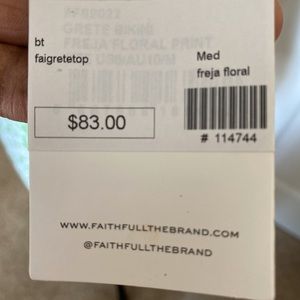 GRETE BIKINI
FREJA FLORAL PRINT
bt
faigretetop
Med
freja floral
$83.00
# 114744
WWW.FAITHFULLTHEBRAND.COM
@FAITHFULLTHEBRAND